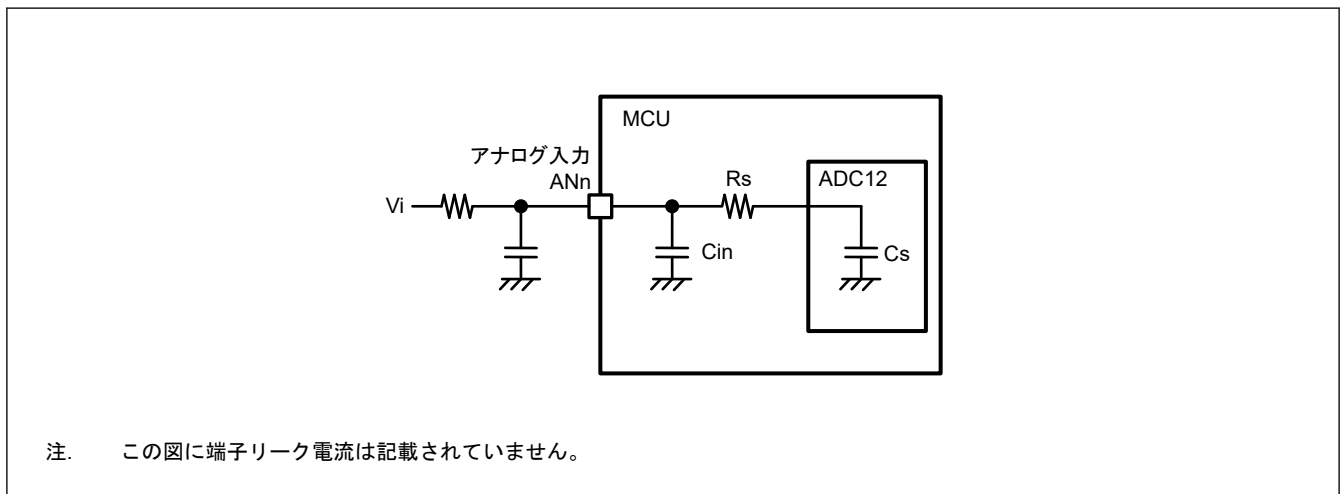 MCU
アナログ入力
ANn
Rs
ADC12
Vi
Cin
Cs
注. この図に端子リーク電流は記載されていません。